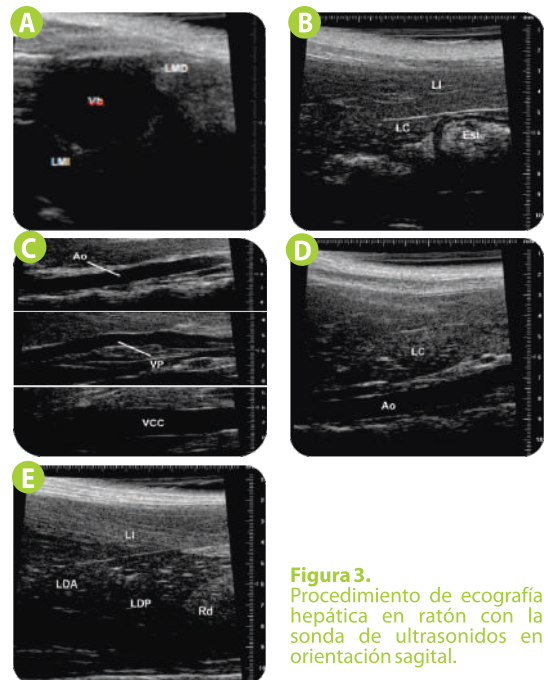 A
LMD
Vb
LMI
B
LI
LC
Est
C
Ao
VP
VCC
D
LC
Ao
E
LI
LDA
LDP
Rd
Figura 3.
Procedimiento de ecografía
hepática en ratón con la
sonda de ultrasonidos en
orientación sagital.